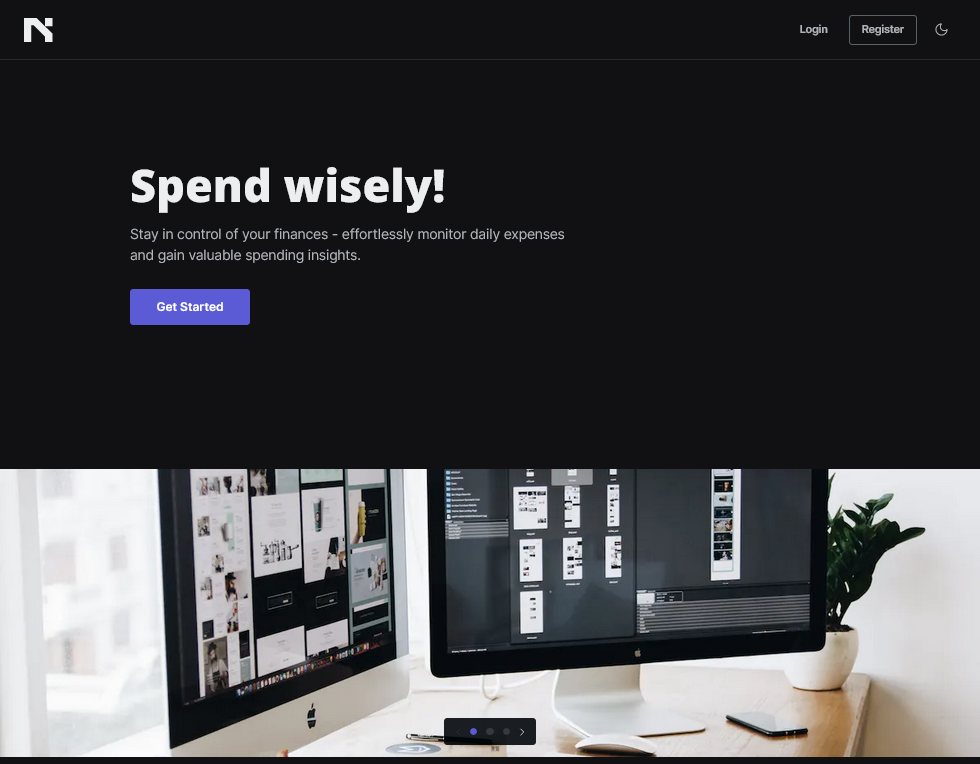 Login
Register
Spend wisely!
Stay in control of your finances - effortlessly monitor daily expenses
and gain valuable spending insights.
Get Started